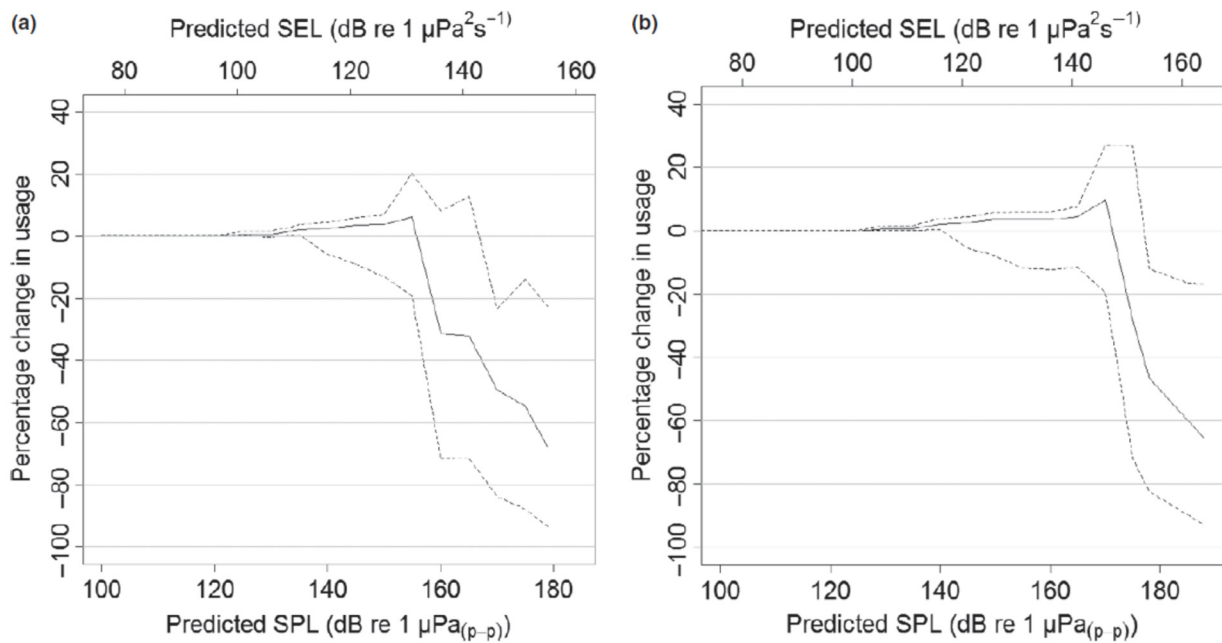 (a)
Predicted SEL (dB re 1 µPa²s⁻¹)
80 100 120 140 160
Percentage change in usage
40
20
0
−20
−40
−60
−80
−100
100 120 140 160 180
Predicted SPL (dB re 1 µPa(p–p))
(b)
Predicted SEL (dB re 1 µPa²s⁻¹)
80 100 120 140 160
Percentage change in usage
40
20
0
−20
−40
−60
−80
−100
100 120 140 160 180
Predicted SPL (dB re 1 µPa(p–p))